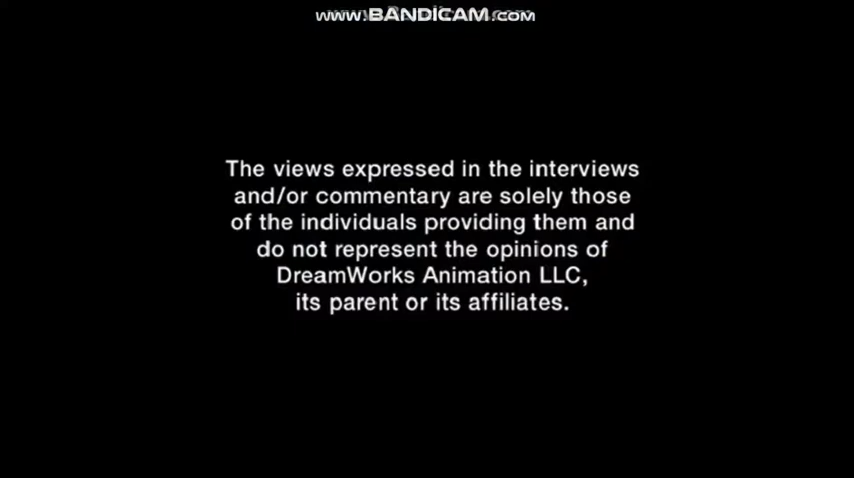 www.BANDICAM.com
The views expressed in the interviews
and/or commentary are solely those
of the individuals providing them and
do not represent the opinions of
DreamWorks Animation LLC,
its parent or its affiliates.